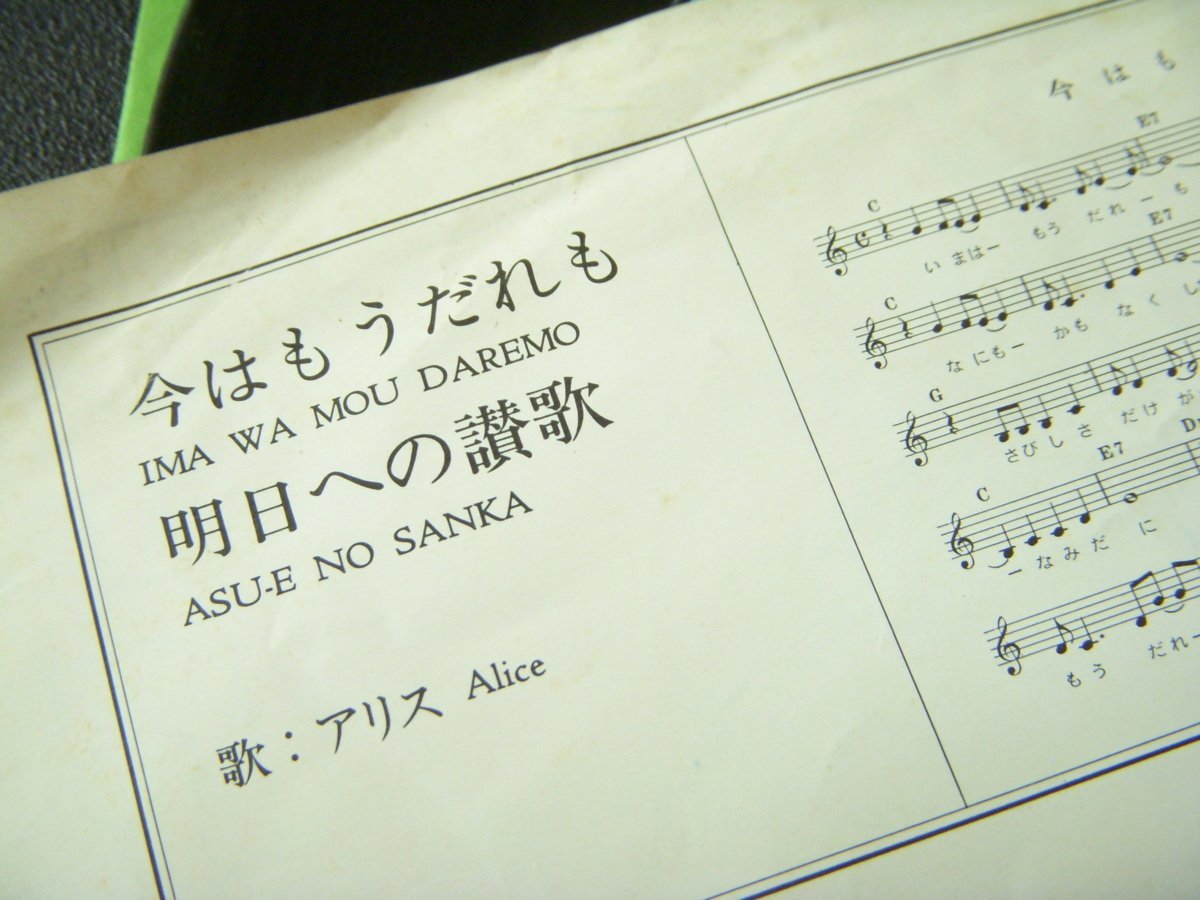 今はもうだれも
IMA WA MOU DAREMO
明日への讃歌
ASU-E NO SANKA
歌:アリス Alice
今はも
E7
C
いまはー もう だれーも
E7
C
なにもー かも なくし
G
さびしさ だけ が
E7
C
ーなみだ に
もう だれー